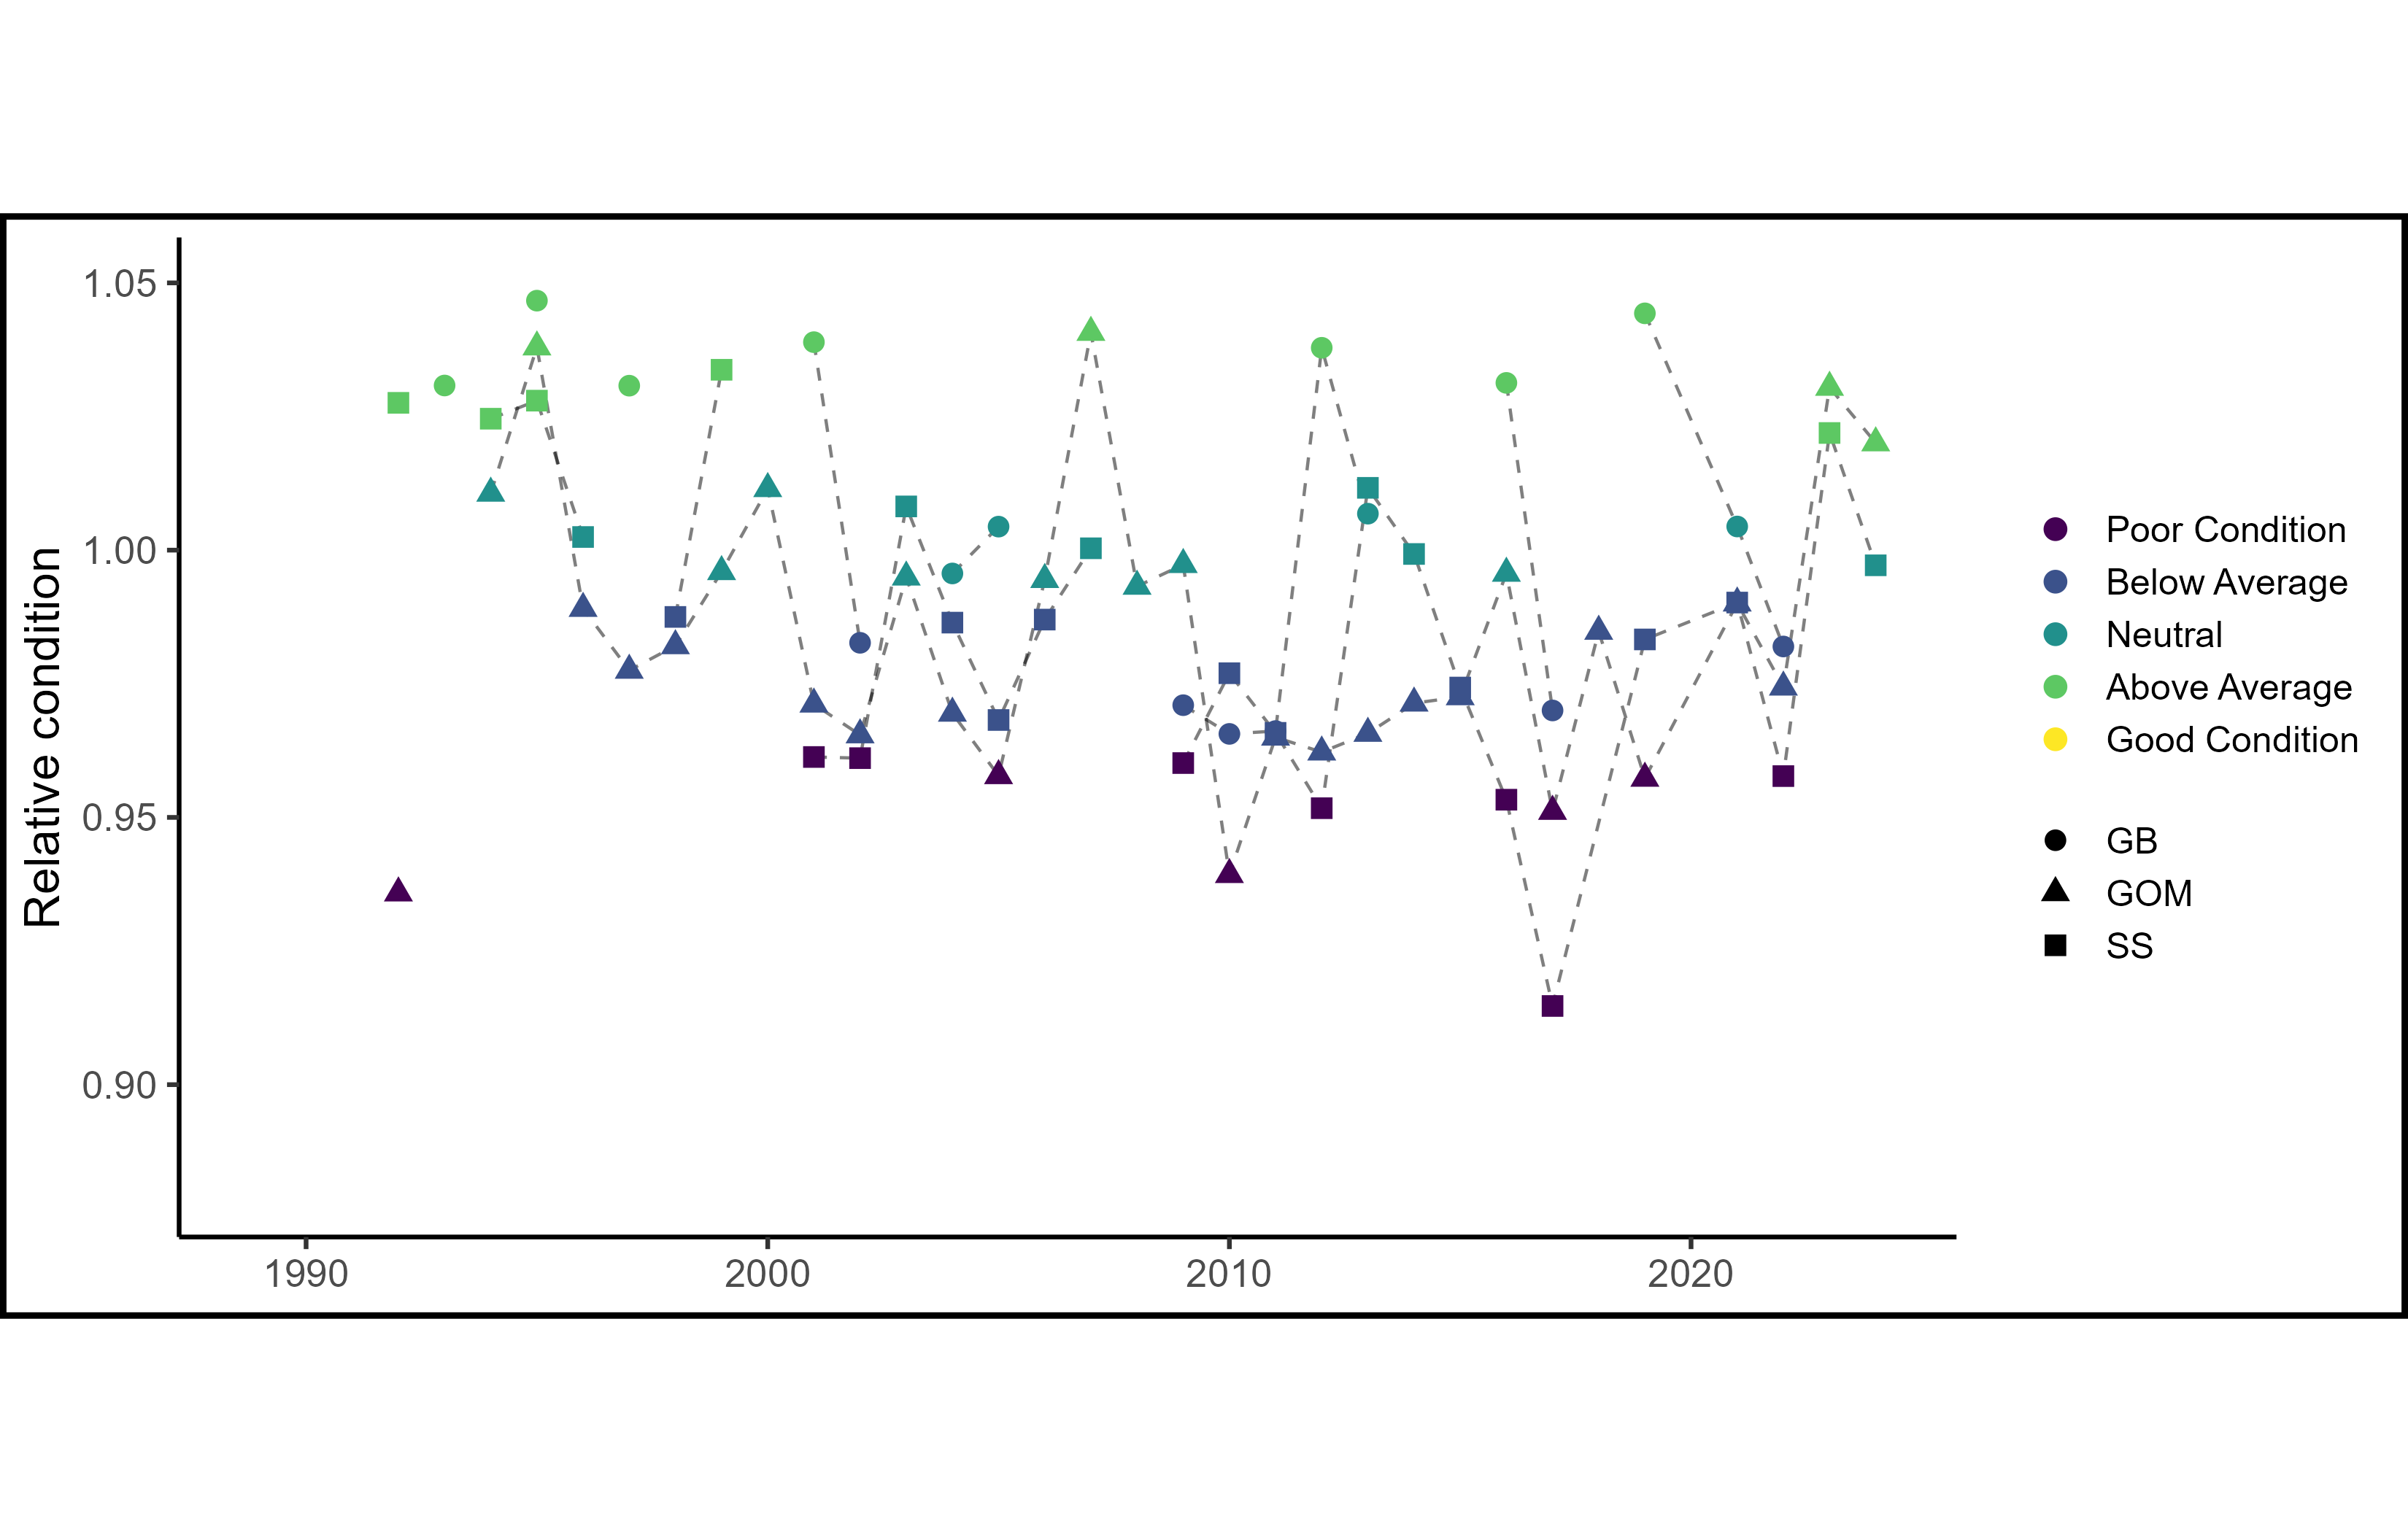 Relative condition
1.05
1.00
0.95
0.90
1990
2000
2010
2020
Poor Condition
Below Average
Neutral
Above Average
Good Condition
GB
GOM
SS